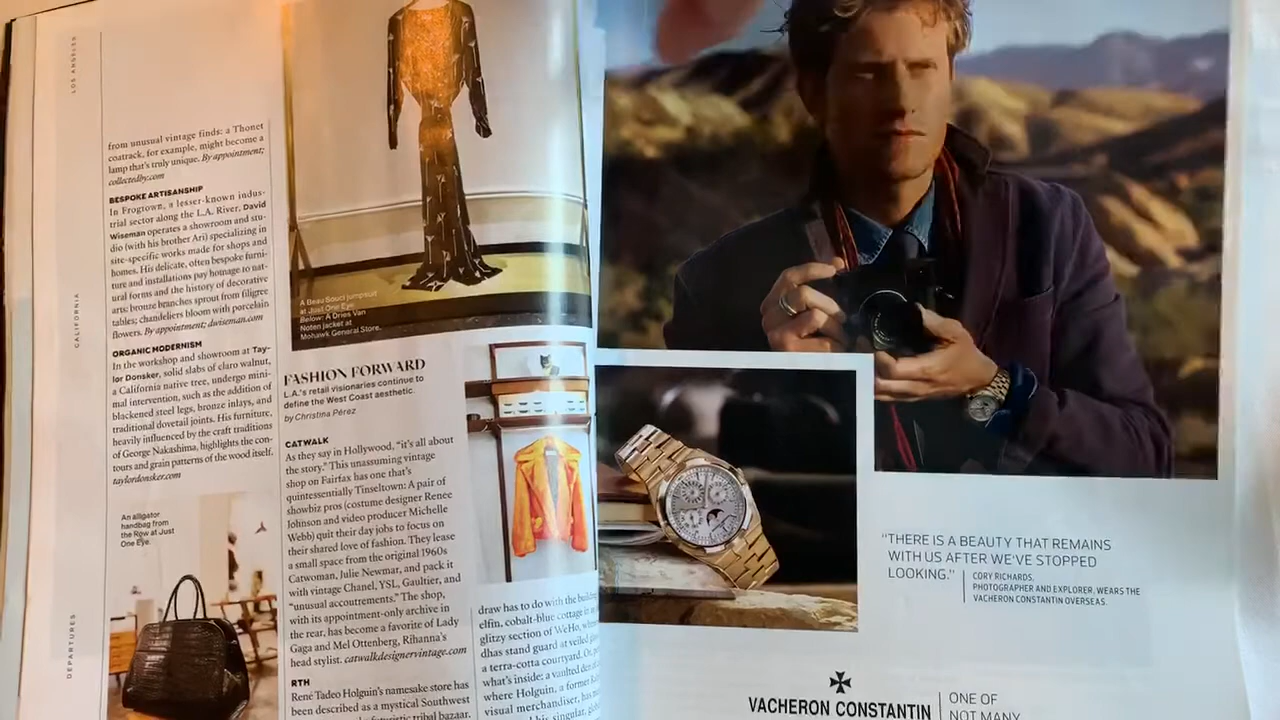 LOS ANGELES
CALIFORNIA
DEPARTURES
from unusual vintage finds: a Thonet
coatrack, for example, might become a
lamp that's truly unique. By appointment;
collectedby.com
BESPOKE ARTISANSHIP
In Frogtown, a lesser-known indus-
trial sector along the L.A. River, David
Wiseman operates a showroom and stu-
dio (with his brother Ari) specializing in
site-specific works made for shops and
homes. His delicate, often bespoke furni-
ture and installations pay homage to nat-
ural forms and the history of decorative
arts: bronze branches sprout from filigree
tables; chandeliers bloom with porcelain
flowers. By appointment; dwiseman.com
ORGANIC MODERNISM
In the workshop and showroom at Tay-
lor Donsker, solid slabs of claro walnut,
a California native tree, undergo mini-
mal intervention, such as the addition of
blackened steel legs, bronze inlays, and
traditional dovetail joints. His furniture,
heavily influenced by the craft traditions
of George Nakashima, highlights the con-
tours and grain patterns of the wood itself.
taylordonsker.com
An alligator
handbag from
the Row at Just
One Eye.
A Beau Souci jumpsuit
at Just One Eye.
Below: A Dries Van
Noten jacket at
Mohawk General Store.
FASHION FORWARD
L.A.'s retail visionaries continue to
define the West Coast aesthetic.
by Christina Pérez
CATWALK
As they say in Hollywood, "it's all about
the story." This unassuming vintage
shop on Fairfax has one that's
quintessentially Tinseltown: A pair of
showbiz pros (costume designer Renee
Johnson and video producer Michelle
Webb) quit their day jobs to focus on
their shared love of fashion. They lease
a small space from the original 1960s
Catwoman, Julie Newmar, and pack it
with vintage Chanel, YSL, Gaultier, and
"unusual accoutrements." The shop,
with its appointment-only archive in
the rear, has become a favorite of Lady
Gaga and Mel Ottenberg, Rihanna's
head stylist. catwalkdesignervintage.com
RTH
René Tadeo Holguin's namesake store has
been described as a mystical Southwest
futuristic tribal bazaar.
draw has to do with the building
elfin, cobalt-blue cottage in a
glitzy section of WeHo, where
dhas stand guard at veiled
a terra-cotta courtyard. Or,
what's inside: a vaulted den of
where Holguin, a former
visual merchandiser, has
his singular,
"THERE IS A BEAUTY THAT REMAINS
WITH US AFTER WE'VE STOPPED
LOOKING."
CORY RICHARDS,
PHOTOGRAPHER AND EXPLORER, WEARS THE
VACHERON CONSTANTIN OVERSEAS.
VACHERON CONSTANTIN
ONE OF
NOT MANY